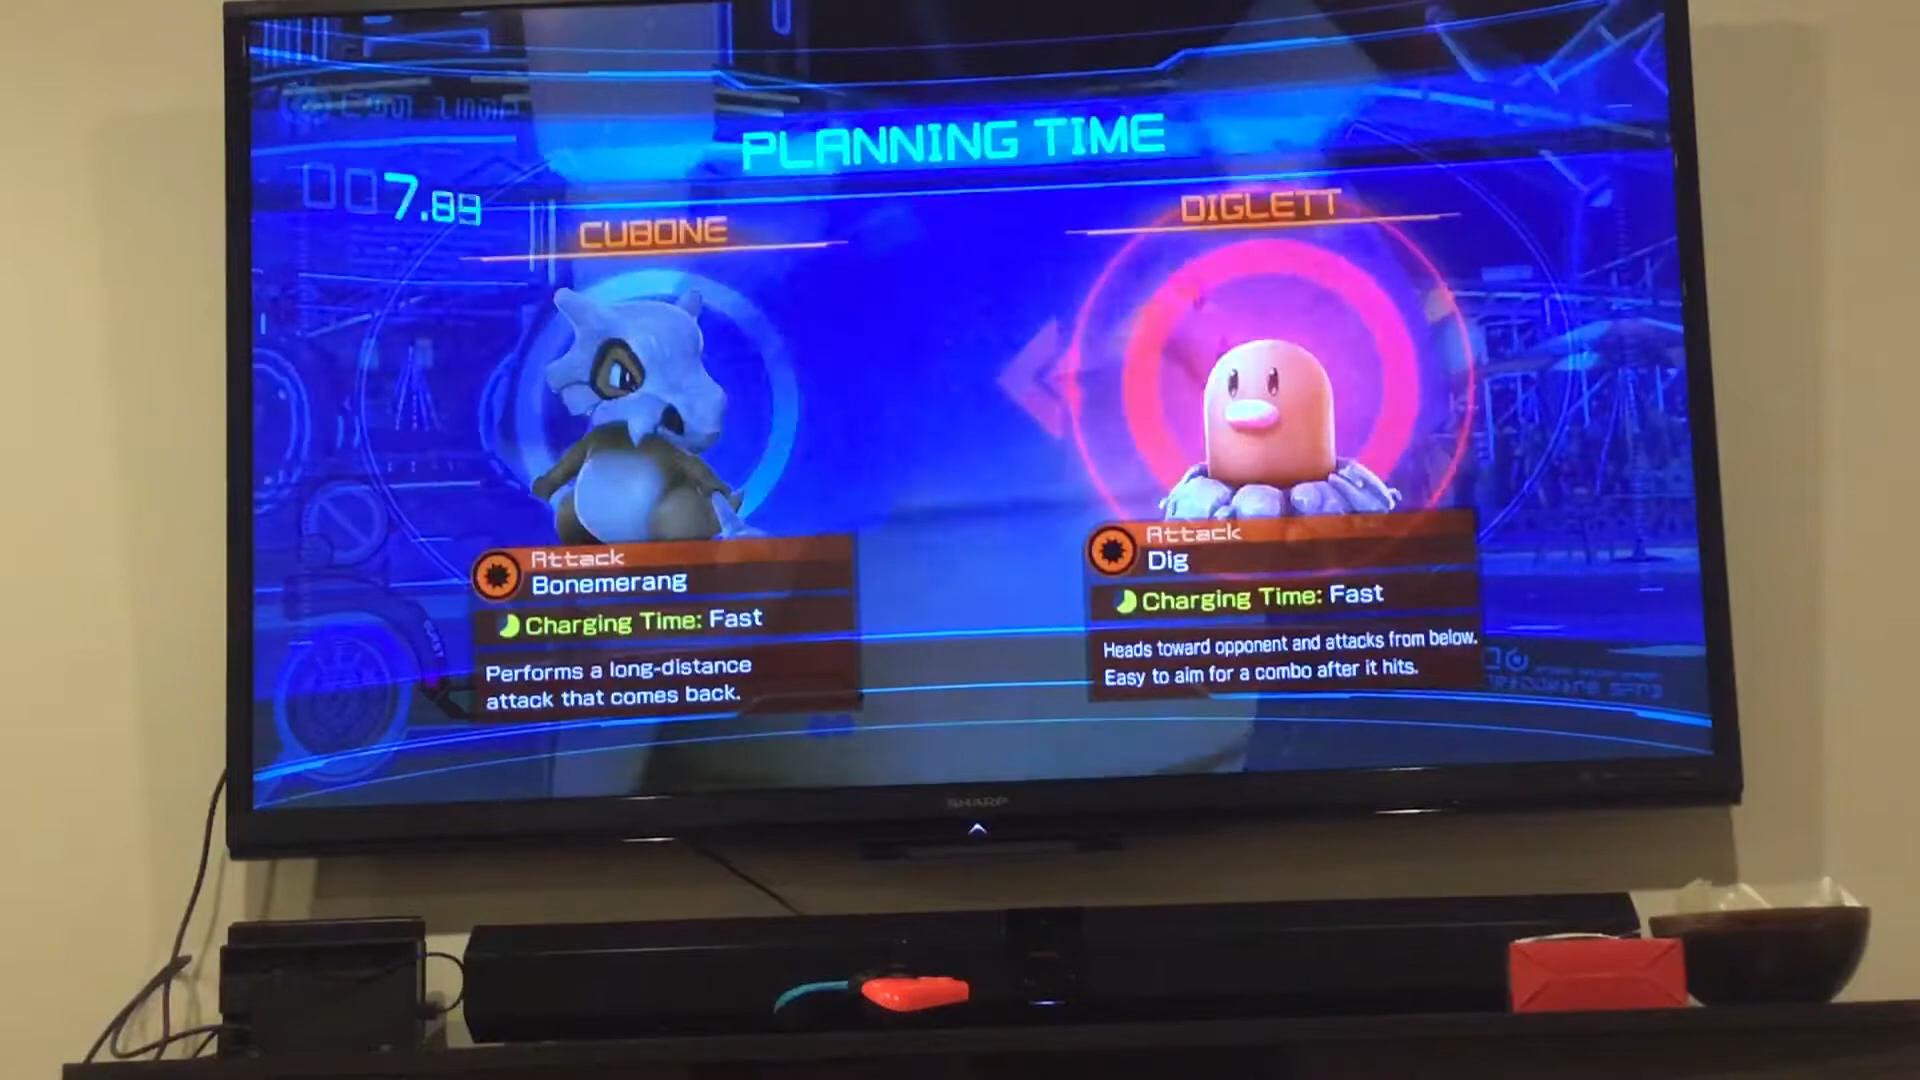 PLANNING TIME
007.89
CUBONE
DIGLETT
Attack
Bonemerang
Charging Time: Fast
Performs a long-distance
attack that comes back.
Attack
Dig
Charging Time: Fast
Heads toward opponent and attacks from below.
Easy to aim for a combo after it hits.
SHARP